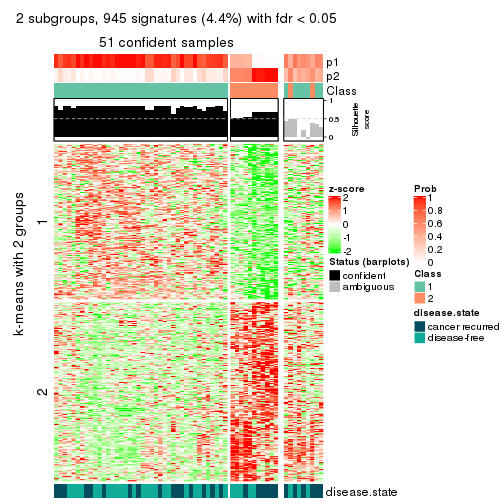 2 subgroups, 945 signatures (4.4%) with fdr < 0.05
51 confident samples
p1
p2
Class
1
0.5
0
Silhouette
score
k-means with 2 groups
1
2
disease.state
z-score
2
1
0
-1
-2
Status (barplots)
confident
ambiguous
Prob
1
0.8
0.6
0.4
0.2
0
Class
1
2
disease.state
cancer recurred
disease-free